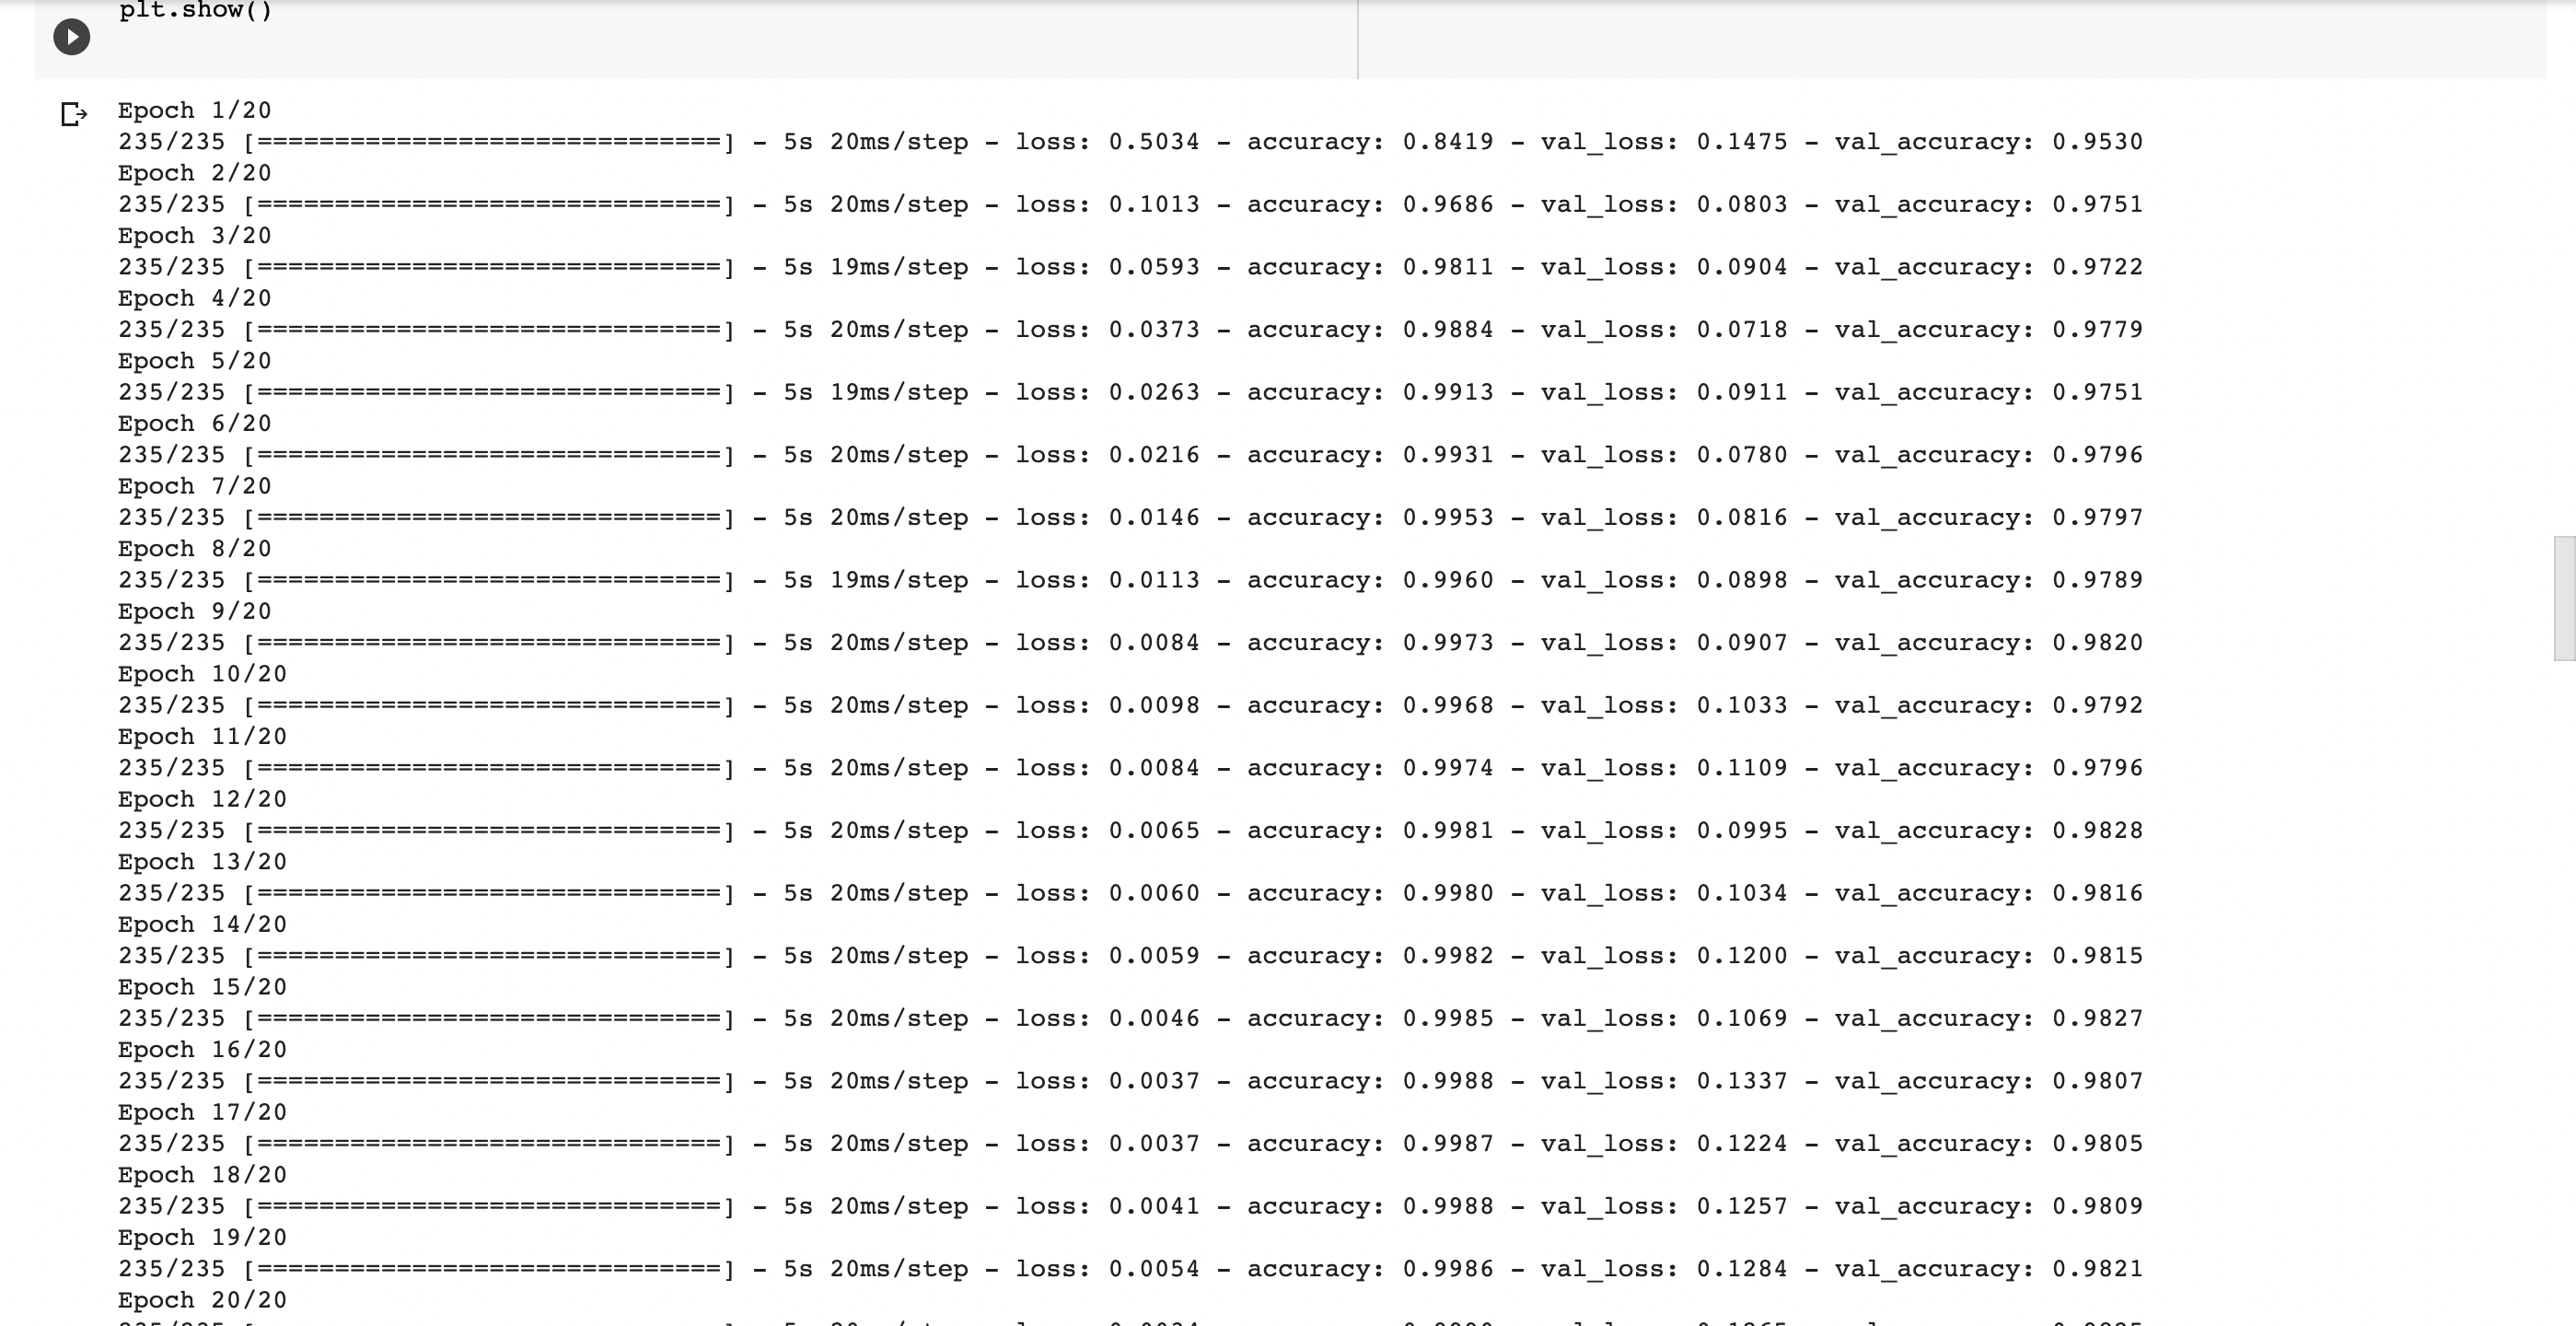 plt.show()
Epoch 1/20
235/235 [==============================] - 5s 20ms/step - loss: 0.5034 - accuracy: 0.8419 - val_loss: 0.1475 - val_accuracy: 0.9530
Epoch 2/20
235/235 [==============================] - 5s 20ms/step - loss: 0.1013 - accuracy: 0.9686 - val_loss: 0.0803 - val_accuracy: 0.9751
Epoch 3/20
235/235 [==============================] - 5s 19ms/step - loss: 0.0593 - accuracy: 0.9811 - val_loss: 0.0904 - val_accuracy: 0.9722
Epoch 4/20
235/235 [==============================] - 5s 20ms/step - loss: 0.0373 - accuracy: 0.9884 - val_loss: 0.0718 - val_accuracy: 0.9779
Epoch 5/20
235/235 [==============================] - 5s 19ms/step - loss: 0.0263 - accuracy: 0.9913 - val_loss: 0.0911 - val_accuracy: 0.9751
Epoch 6/20
235/235 [==============================] - 5s 20ms/step - loss: 0.0216 - accuracy: 0.9931 - val_loss: 0.0780 - val_accuracy: 0.9796
Epoch 7/20
235/235 [==============================] - 5s 20ms/step - loss: 0.0146 - accuracy: 0.9953 - val_loss: 0.0816 - val_accuracy: 0.9797
Epoch 8/20
235/235 [==============================] - 5s 19ms/step - loss: 0.0113 - accuracy: 0.9960 - val_loss: 0.0898 - val_accuracy: 0.9789
Epoch 9/20
235/235 [==============================] - 5s 20ms/step - loss: 0.0084 - accuracy: 0.9973 - val_loss: 0.0907 - val_accuracy: 0.9820
Epoch 10/20
235/235 [==============================] - 5s 20ms/step - loss: 0.0098 - accuracy: 0.9968 - val_loss: 0.1033 - val_accuracy: 0.9792
Epoch 11/20
235/235 [==============================] - 5s 20ms/step - loss: 0.0084 - accuracy: 0.9974 - val_loss: 0.1109 - val_accuracy: 0.9796
Epoch 12/20
235/235 [==============================] - 5s 20ms/step - loss: 0.0065 - accuracy: 0.9981 - val_loss: 0.0995 - val_accuracy: 0.9828
Epoch 13/20
235/235 [==============================] - 5s 20ms/step - loss: 0.0060 - accuracy: 0.9980 - val_loss: 0.1034 - val_accuracy: 0.9816
Epoch 14/20
235/235 [==============================] - 5s 20ms/step - loss: 0.0059 - accuracy: 0.9982 - val_loss: 0.1200 - val_accuracy: 0.9815
Epoch 15/20
235/235 [==============================] - 5s 20ms/step - loss: 0.0046 - accuracy: 0.9985 - val_loss: 0.1069 - val_accuracy: 0.9827
Epoch 16/20
235/235 [==============================] - 5s 20ms/step - loss: 0.0037 - accuracy: 0.9988 - val_loss: 0.1337 - val_accuracy: 0.9807
Epoch 17/20
235/235 [==============================] - 5s 20ms/step - loss: 0.0037 - accuracy: 0.9987 - val_loss: 0.1224 - val_accuracy: 0.9805
Epoch 18/20
235/235 [==============================] - 5s 20ms/step - loss: 0.0041 - accuracy: 0.9988 - val_loss: 0.1257 - val_accuracy: 0.9809
Epoch 19/20
235/235 [==============================] - 5s 20ms/step - loss: 0.0054 - accuracy: 0.9986 - val_loss: 0.1284 - val_accuracy: 0.9821
Epoch 20/20